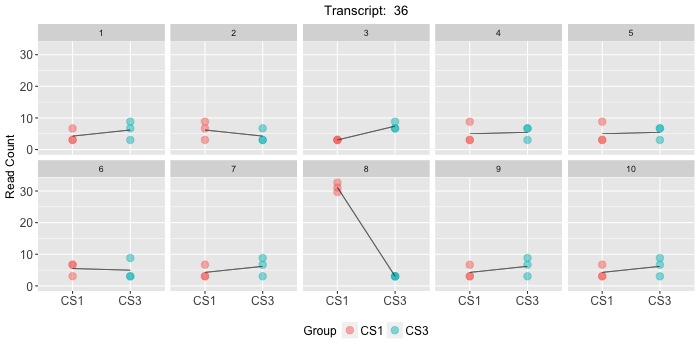 Transcript: 36
1 2 3 4 5
30
20
10
0
Read Count
6 7 8 9 10
30
20
10
0
CS1 CS3 CS1 CS3 CS1 CS3 CS1 CS3 CS1 CS3
Group CS1 CS3